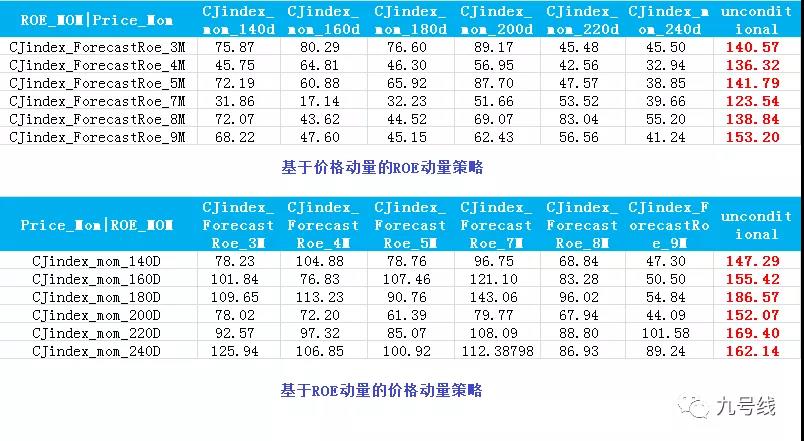 ROE_MOM|Price_Mom CJindex_mom_140d CJindex_mom_160d CJindex_mom_180d CJindex_mom_200d CJindex_mom_220d CJindex_mom_240d unconditional
CJindex_ForecastRoe_3M 75.87 80.29 76.60 89.17 45.48 45.50 140.57
CJindex_ForecastRoe_4M 45.75 64.81 46.30 56.95 42.56 32.94 136.32
CJindex_ForecastRoe_5M 72.19 60.88 65.92 87.70 47.57 38.85 141.79
CJindex_ForecastRoe_7M 31.86 17.14 32.23 51.66 53.52 39.66 123.54
CJindex_ForecastRoe_8M 72.07 43.62 44.52 69.07 83.04 55.20 138.84
CJindex_ForecastRoe_9M 68.22 47.60 45.15 62.43 56.56 41.24 153.20
基于价格动量的ROE动量策略
Price_Mom|ROE_MOM CJindex_ForecastRoe_3M CJindex_ForecastRoe_4M CJindex_ForecastRoe_5M CJindex_ForecastRoe_7M CJindex_ForecastRoe_8M CJindex_ForecastRoe_9M unconditional
CJindex_mom_140D 78.23 104.88 78.76 96.75 68.84 47.30 147.29
CJindex_mom_160D 101.84 76.83 107.46 121.10 83.28 50.50 155.42
CJindex_mom_180D 109.65 113.23 90.76 143.06 96.02 54.84 186.57
CJindex_mom_200D 78.02 72.20 61.39 79.77 67.94 44.09 152.07
CJindex_mom_220D 92.57 97.32 85.07 108.09 88.80 101.58 169.40
CJindex_mom_240D 125.94 106.85 100.92 112.38798 86.93 89.24 162.14
基于ROE动量的价格动量策略
九号线